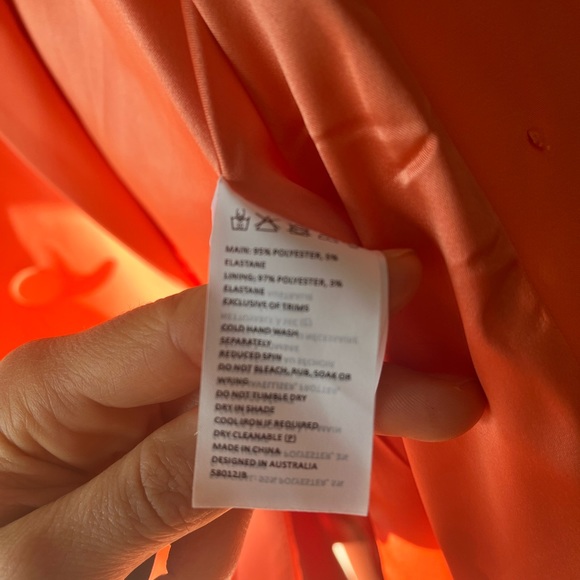 MAIN: 95% POLYESTER, 5%
ELASTANE
LINING: 97% POLYESTER, 3%
ELASTANE
EXCLUSIVE OF TRIMS
COLD HAND WASH
SEPARATELY
REDUCED SPIN
DO NOT BLEACH, RUB, SOAK OR
WRING
DO NOT TUMBLE DRY
DRY IN SHADE
COOL IRON IF REQUIRED
DRY CLEANABLE (P)
MADE IN CHINA
DESIGNED IN AUSTRALIA
58012JR